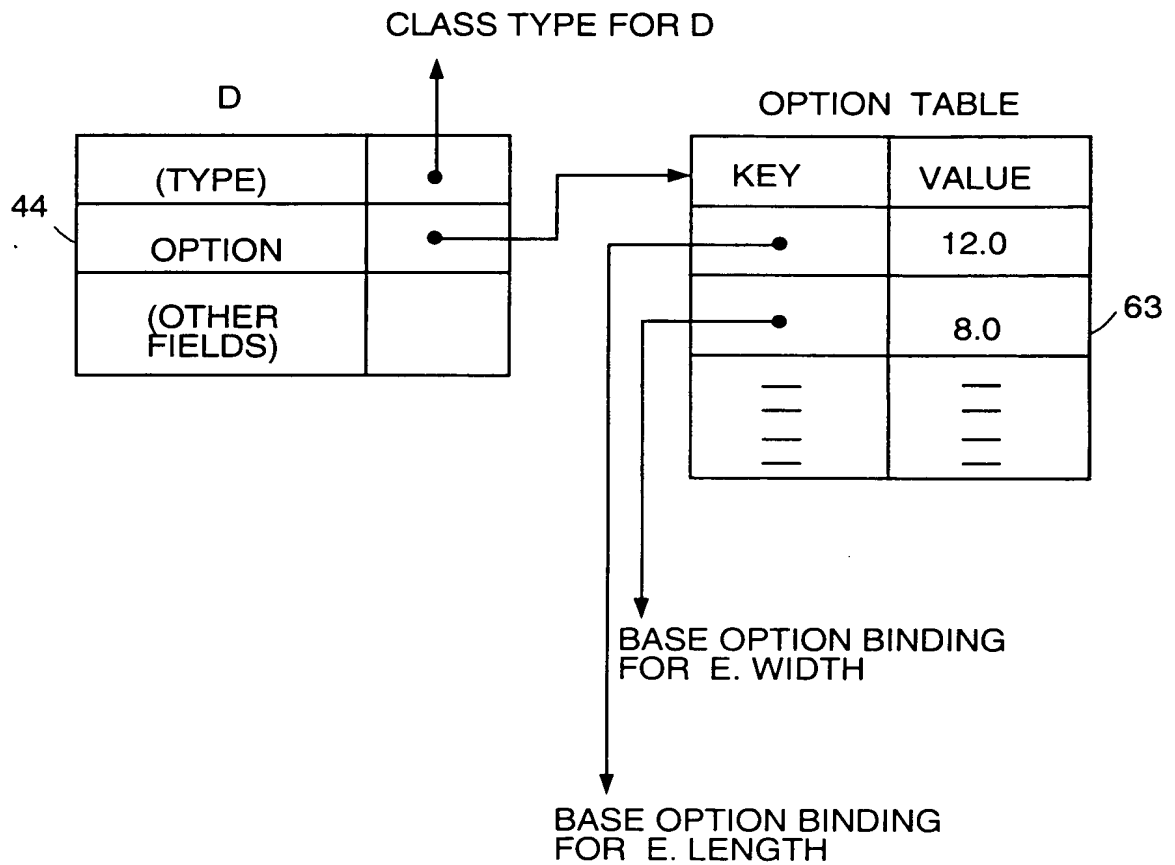 CLASS TYPE FOR D
D
OPTION TABLE
(TYPE)
KEY
VALUE
44
OPTION
12.0
(OTHER
FIELDS)
8.0
63
BASE OPTION BINDING
FOR E. WIDTH
BASE OPTION BINDING
FOR E. LENGTH